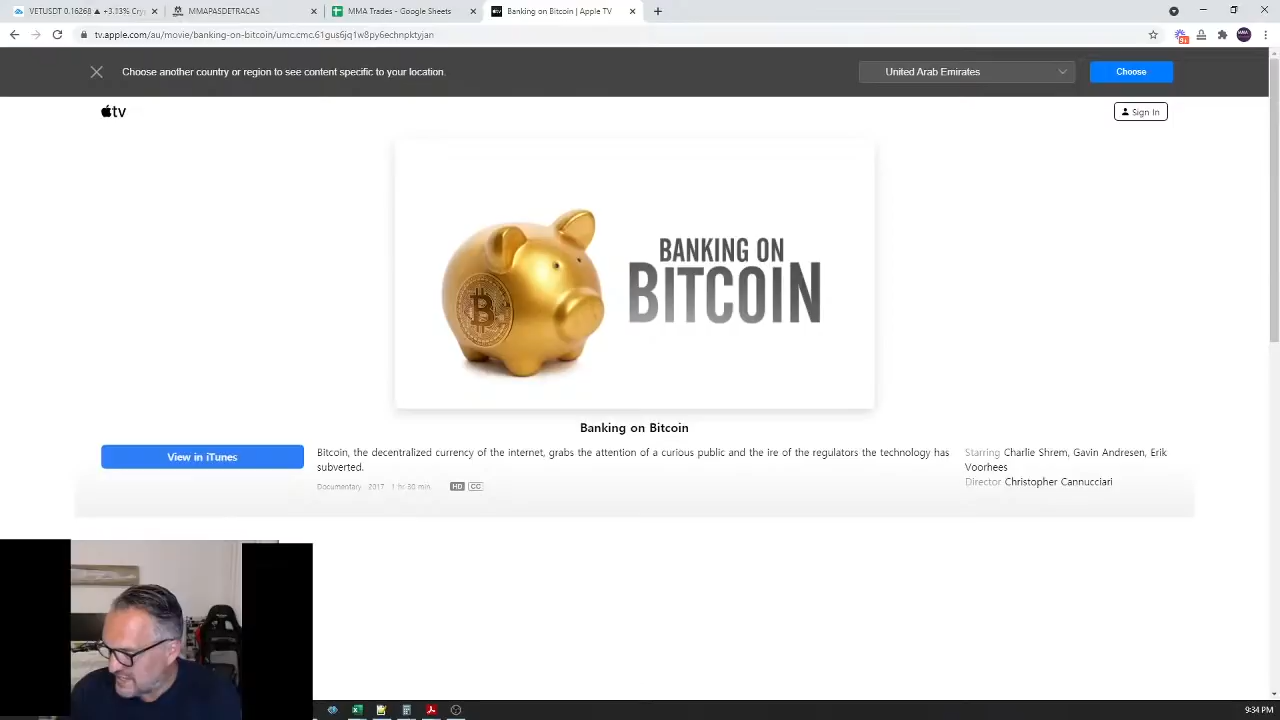 VETUSDT 0.16268 ▲ +3.13% Cry
MMAPASDETRACAS
MMA Trades - Google Sheets
Banking on Bitcoin | Apple TV
tv.apple.com/au/movie/banking-on-bitcoin/umc.cmc.61gus6jq1w8py6echnpktyjan
Choose another country or region to see content specific to your location.
United Arab Emirates
Choose
tv
Sign In
BANKING ON
BITCOIN
Banking on Bitcoin
View in iTunes
Bitcoin, the decentralized currency of the internet, grabs the attention of a curious public and the ire of the regulators the technology has
subverted.
Documentary 2017 1 hr 30 min. HD CC
Starring Charlie Shrem, Gavin Andresen, Erik
Voorhees
Director Christopher Cannucciari
9:34 PM